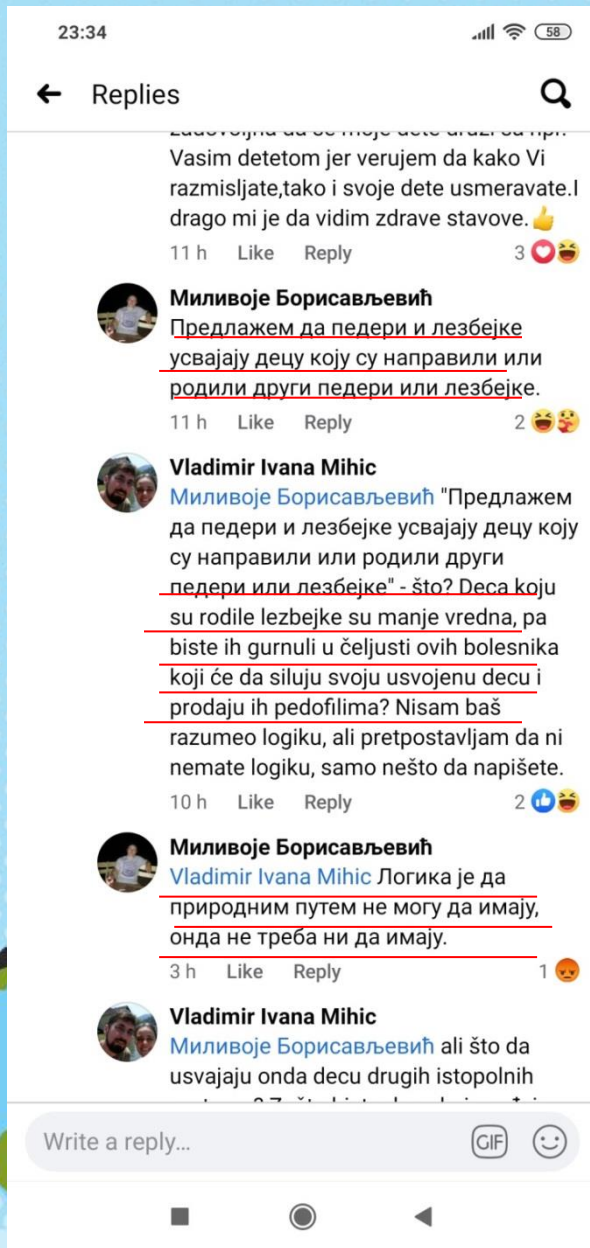 23:34
58
Replies
Vasim detetom jer verujem da kako Vi
razmisljate,tako i svoje dete usmeravate.I
drago mi je da vidim zdrave stavove.👍
11 h Like Reply 3
Миливоје Борисављевић
Предлажем да педери и лезбејке
усвајају децу коју су направили или
родили други педери или лезбејке.
11 h Like Reply 2
Vladimir Ivana Mihic
Миливоје Борисављевић "Предлажем
да педери и лезбејке усвајају децу коју
су направили или родили други
педери или лезбејке" - što? Deca koju
su rodile lezbejke su manje vredna, pa
biste ih gurnuli u čeljusti ovih bolesnika
koji će da siluju svoju usvojenu decu i
prodaju ih pedofilima? Nisam baš
razumeo logiku, ali pretpostavljam da ni
nemate logiku, samo nešto da napišete.
10 h Like Reply 2
Миливоје Борисављевић
Vladimir Ivana Mihic Логика је да
природним путем не могу да имају,
онда не треба ни да имају.
3 h Like Reply 1
Vladimir Ivana Mihic
Миливоје Борисављевић ali što da
usvajaju onda decu drugih istopolnih
Write a reply...
GIF